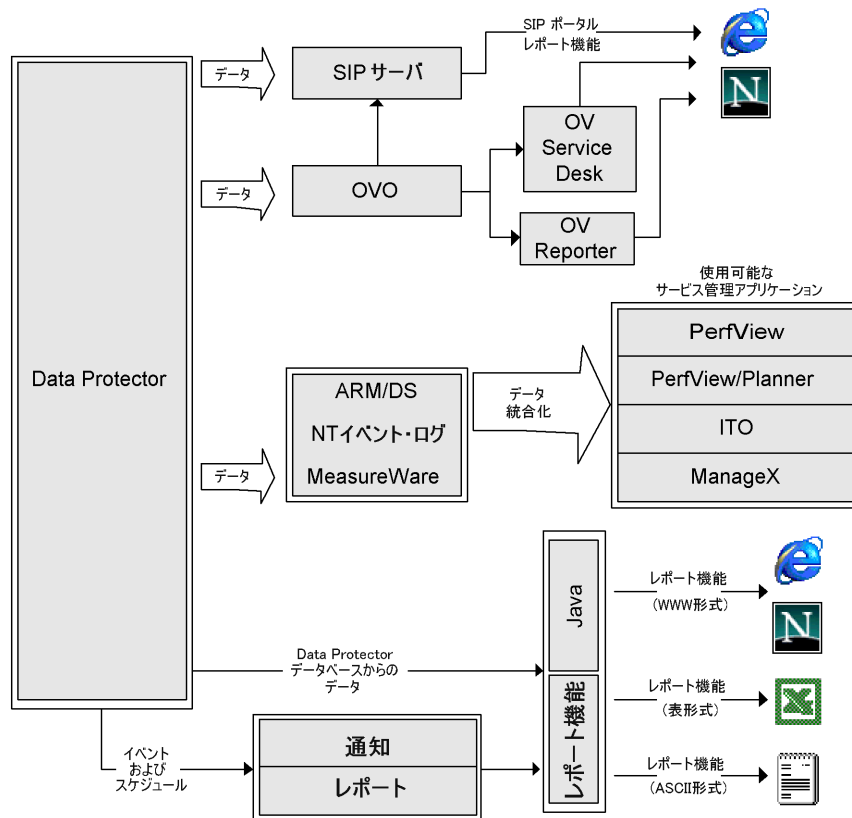 SIP ポータル
レポート機能
データ
SIP サーバ
N
OV
Service
Desk
データ
OVO
OV
Reporter
使用可能な
サービス管理アプリケーション
Data Protector
PerfView
PerfView/Planner
ITO
ManageX
ARM/DS
NTイベント・ログ
MeasureWare
データ
統合化
データ
Java
レポート機能
レポート機能
(WWW形式)
N
Data Protector
データベースからの
データ
レポート機能
(表形式)
イベント
および
スケジュール
通知
レポート
レポート機能
(ASCII形式)